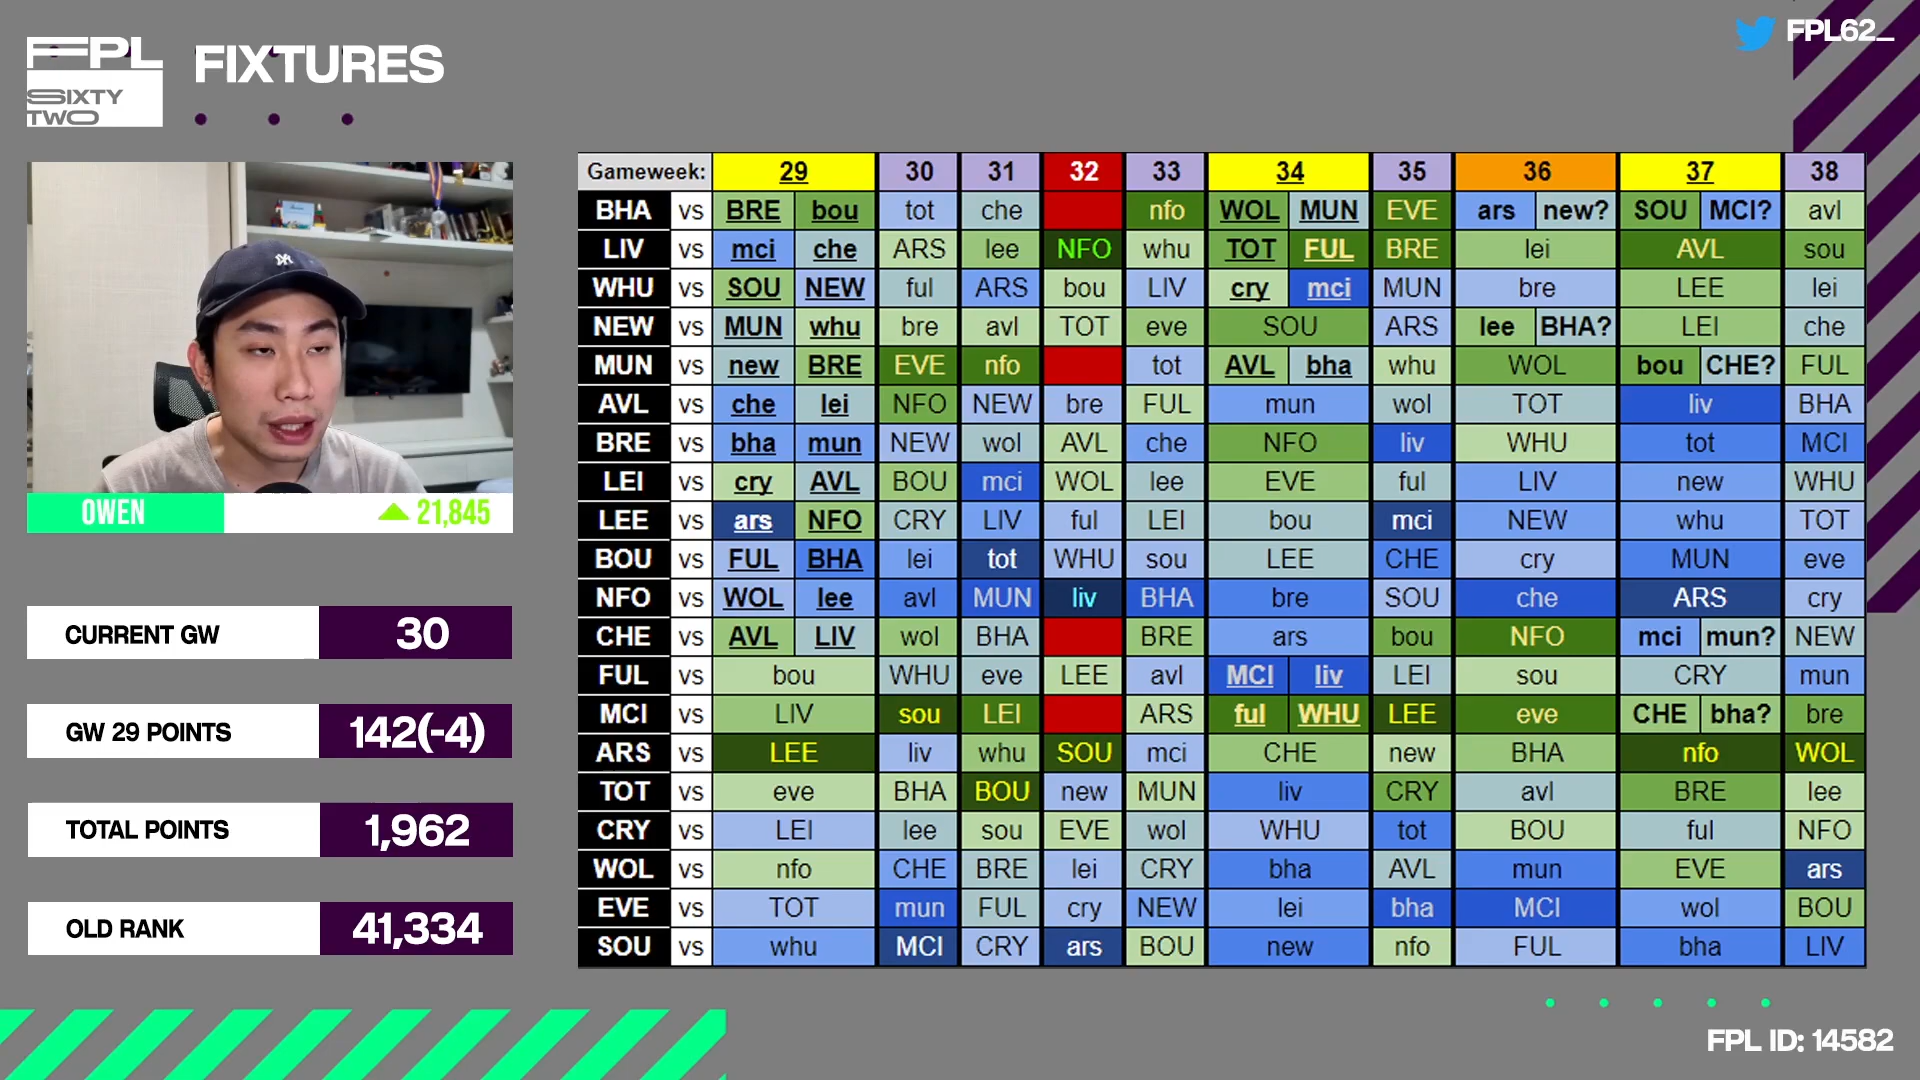 FPL
SIXTY
TWO
FIXTURES
FPL62_
OWEN 21,845
CURRENT GW 30
GW 29 POINTS 142(-4)
TOTAL POINTS 1,962
OLD RANK 41,334
Gameweek: 29 30 31 32 33 34 35 36 37 38
BHA vs BRE bou tot che nfo WOL MUN EVE ars new? SOU MCI? avl
LIV vs mci che ARS lee NFO whu TOT FUL BRE lei AVL sou
WHU vs SOU NEW ful ARS bou LIV cry mci MUN bre LEE lei
NEW vs MUN whu bre avl TOT eve SOU ARS lee BHA? LEI che
MUN vs new BRE EVE nfo tot AVL bha whu WOL bou CHE? FUL
AVL vs che lei NFO NEW bre FUL mun wol TOT liv BHA
BRE vs bha mun NEW wol AVL che NFO liv WHU tot MCI
LEI vs cry AVL BOU mci WOL lee EVE ful LIV new WHU
LEE vs ars NFO CRY LIV ful LEI bou mci NEW whu TOT
BOU vs FUL BHA lei tot WHU sou LEE CHE cry MUN eve
NFO vs WOL lee avl MUN liv BHA bre SOU che ARS cry
CHE vs AVL LIV wol BHA BRE ars bou NFO mci mun? NEW
FUL vs bou WHU eve LEE avl MCI liv LEI sou CRY mun
MCI vs LIV sou LEI ARS ful WHU LEE eve CHE bha? bre
ARS vs LEE liv whu SOU mci CHE new BHA nfo WOL
TOT vs eve BHA BOU new MUN liv CRY avl BRE lee
CRY vs LEI lee sou EVE wol WHU tot BOU ful NFO
WOL vs nfo CHE BRE lei CRY bha AVL mun EVE ars
EVE vs TOT mun FUL cry NEW lei bha MCI wol BOU
SOU vs whu MCI CRY ars BOU new nfo FUL bha LIV
FPL ID: 14582